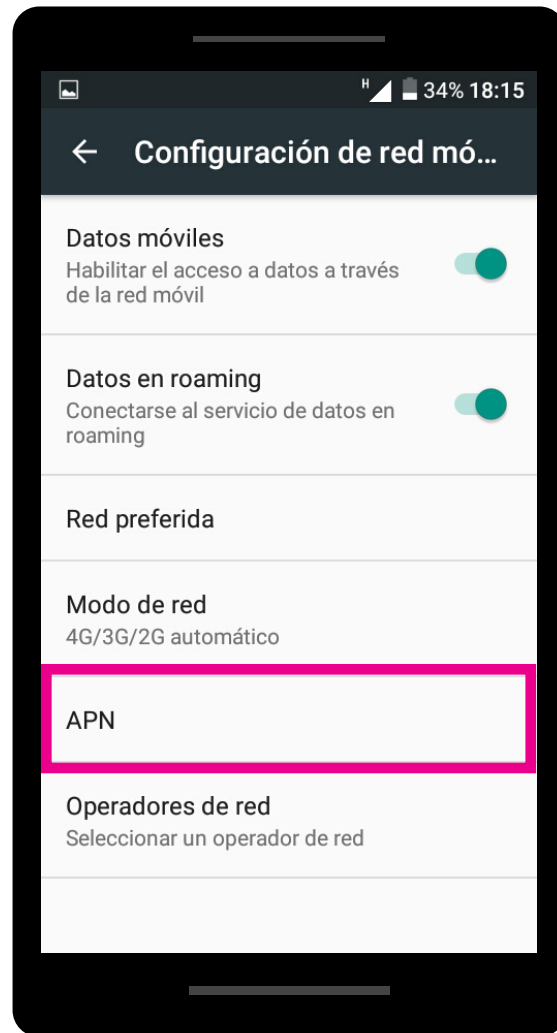 H 34% 18:15
Configuración de red mó...
Datos móviles
Habilitar el acceso a datos a través
de la red móvil
Datos en roaming
Conectarse al servicio de datos en
roaming
Red preferida
Modo de red
4G/3G/2G automático
APN
Operadores de red
Seleccionar un operador de red